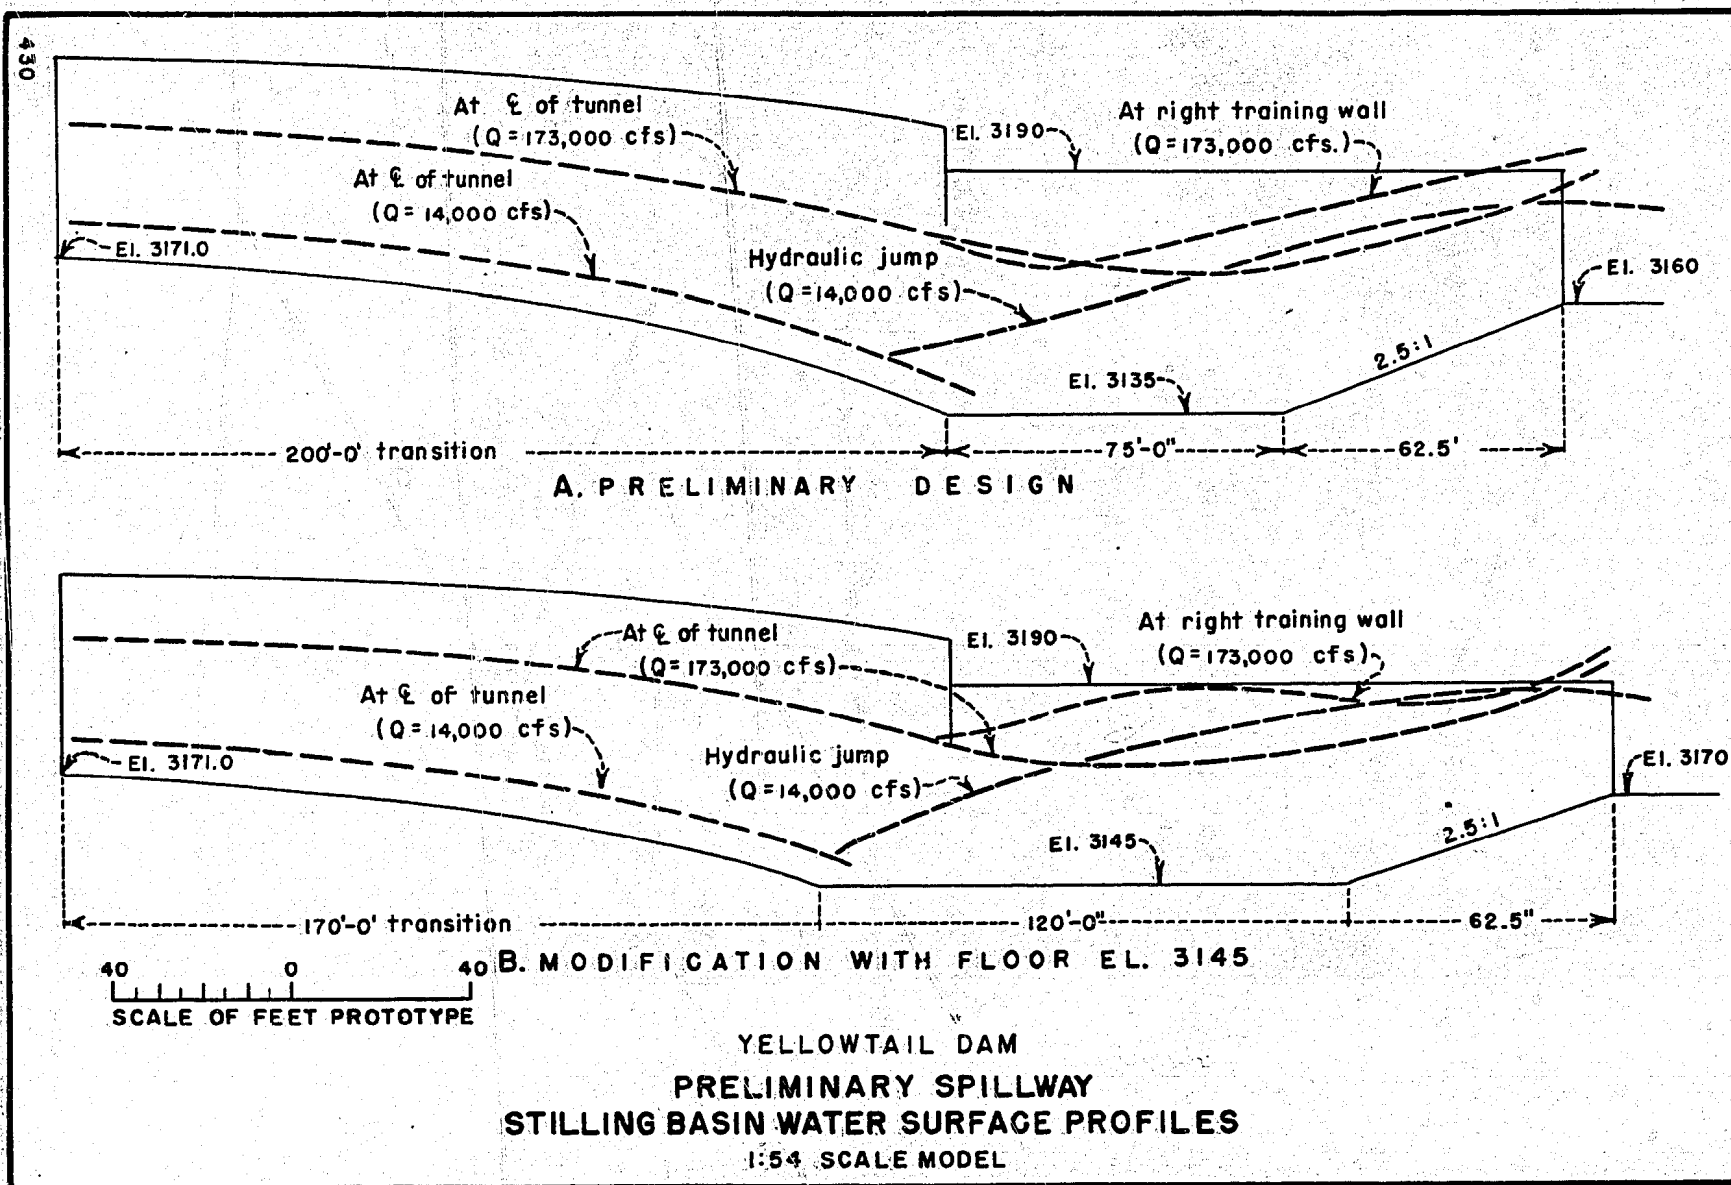 430
At ℄ of tunnel
(Q=173,000 cfs)
At ℄ of tunnel
(Q=14,000 cfs)
El. 3171.0
El. 3190
At right training wall
(Q=173,000 cfs.)
Hydraulic jump
(Q=14,000 cfs)
El. 3160
2.5:1
El. 3135
200'-0' transition
75'-0"
62.5'
A. PRELIMINARY DESIGN
At ℄ of tunnel
(Q=173,000 cfs)
At ℄ of tunnel
(Q=14,000 cfs)
El. 3171.0
El. 3190
At right training wall
(Q=173,000 cfs)
Hydraulic jump
(Q=14,000 cfs)
El. 3170
2.5:1
El. 3145
170'-0' transition
120'-0"
62.5"
B. MODIFICATION WITH FLOOR EL. 3145
40 0 40
SCALE OF FEET PROTOTYPE
YELLOWTAIL DAM
PRELIMINARY SPILLWAY
STILLING BASIN WATER SURFACE PROFILES
1:54 SCALE MODEL